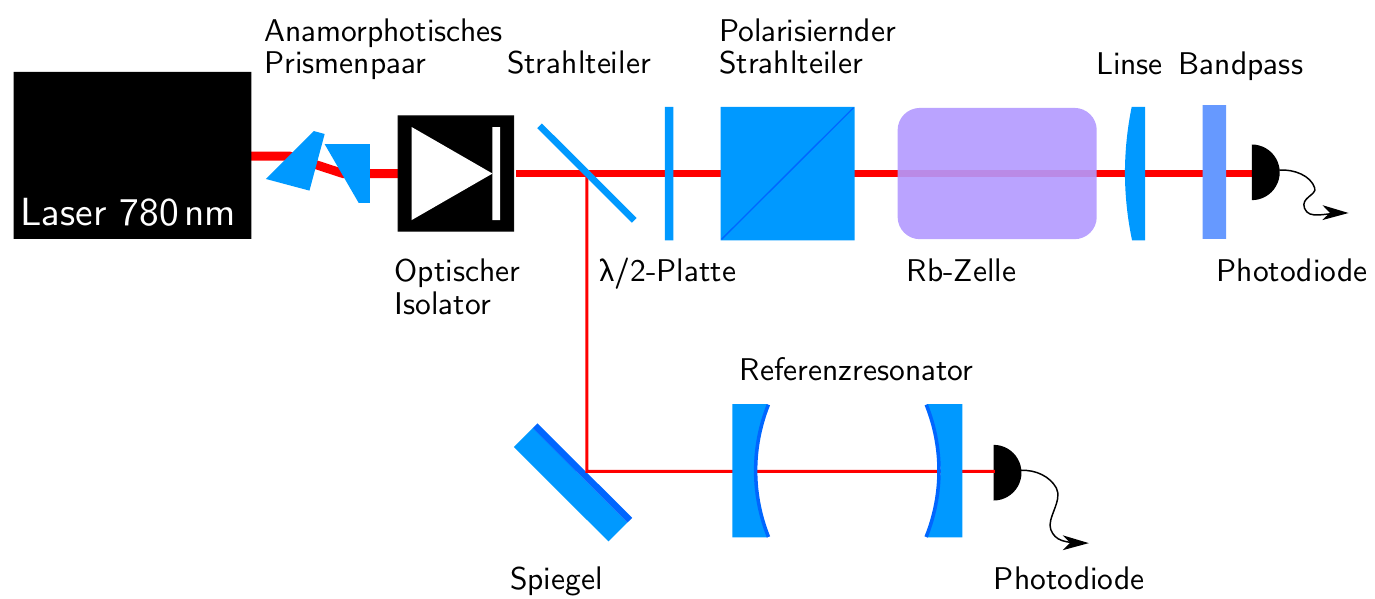 Anamorphotisches
Prismenpaar
Strahlteiler
Polarisiernder
Strahlteiler
Linse
Bandpass
Laser 780 nm
Optischer
Isolator
λ/2-Platte
Rb-Zelle
Photodiode
Referenzresonator
Spiegel
Photodiode